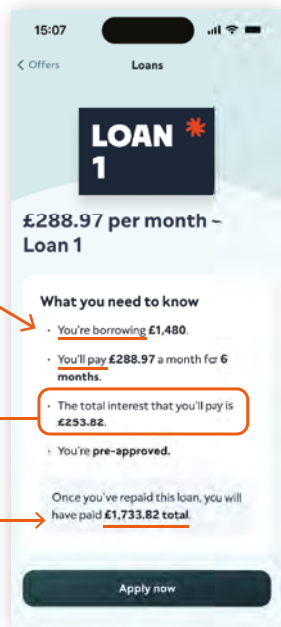 15:07
Offers Loans
LOAN
1
£288.97 per month –
Loan 1
What you need to know
· You're borrowing £1,480.
· You'll pay £288.97 a month for 6
months.
· The total interest that you'll pay is
£253.82.
· You're pre-approved.
Once you've repaid this loan, you will
have paid £1,733.82 total.
Apply now